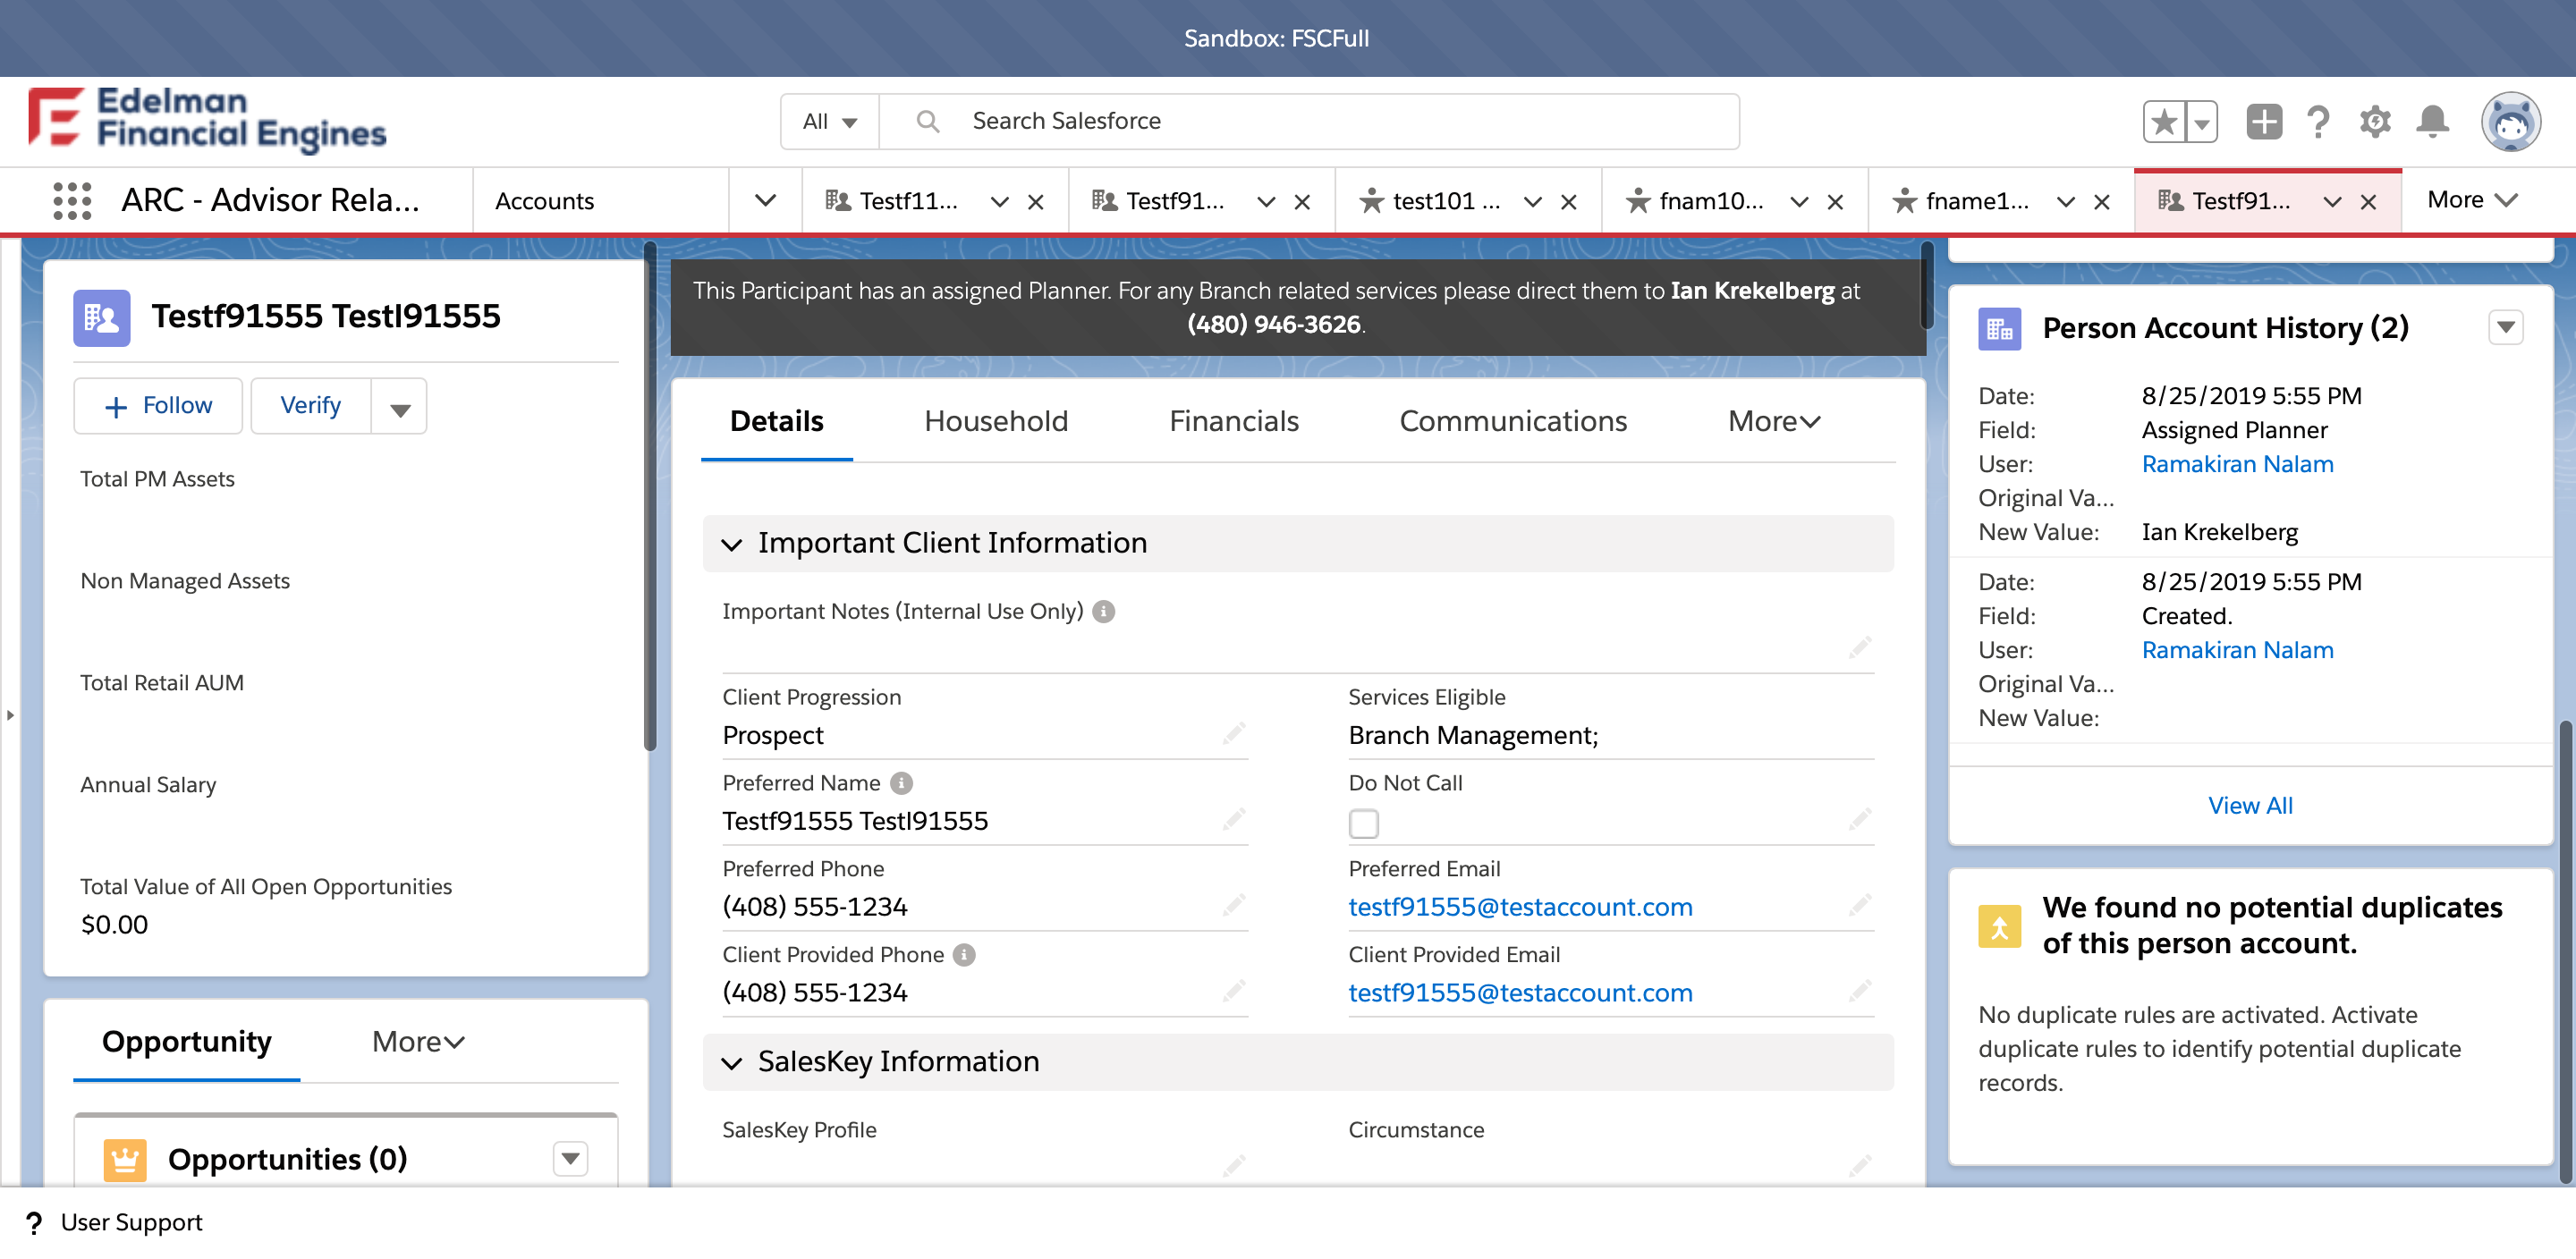 Sandbox: FSCFull
Edelman
Financial Engines
All
Search Salesforce
ARC - Advisor Rela...
Accounts
Testf11...
Testf91...
test101 ...
fnam10...
fname1...
Testf91...
More
Testf91555 Testl91555
Follow
Verify
Total PM Assets
Non Managed Assets
Total Retail AUM
Annual Salary
Total Value of All Open Opportunities
$0.00
Opportunity
More
Opportunities (0)
This Participant has an assigned Planner. For any Branch related services please direct them to Ian Krekelberg at
(480) 946-3626.
Details
Household
Financials
Communications
More
Important Client Information
Important Notes (Internal Use Only)
Client Progression
Prospect
Services Eligible
Branch Management;
Preferred Name
Testf91555 Testl91555
Do Not Call
Preferred Phone
(408) 555-1234
Preferred Email
testf91555@testaccount.com
Client Provided Phone
(408) 555-1234
Client Provided Email
testf91555@testaccount.com
SalesKey Information
SalesKey Profile
Circumstance
Person Account History (2)
Date: 8/25/2019 5:55 PM
Field: Assigned Planner
User: Ramakiran Nalam
Original Va...
New Value: Ian Krekelberg
Date: 8/25/2019 5:55 PM
Field: Created.
User: Ramakiran Nalam
Original Va...
New Value:
View All
We found no potential duplicates
of this person account.
No duplicate rules are activated. Activate
duplicate rules to identify potential duplicate
records.
? User Support